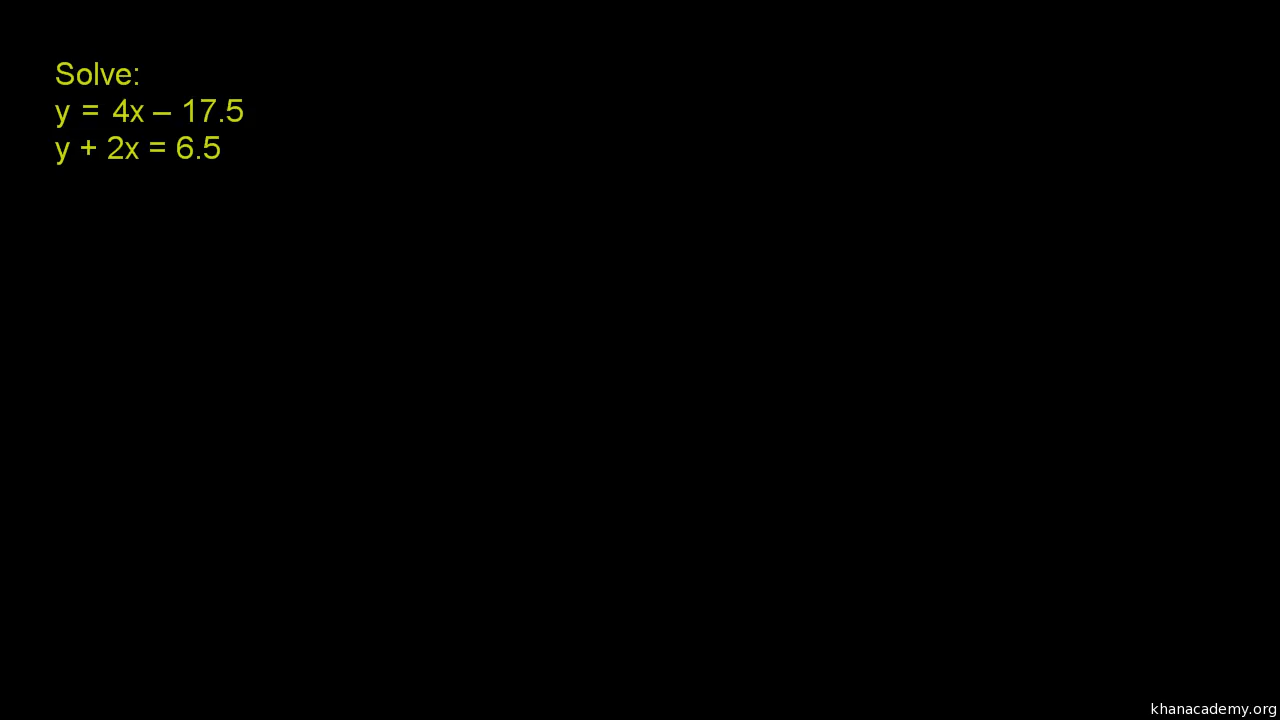 Solve:
y = 4x – 17.5
y + 2x = 6.5
khanacademy.org